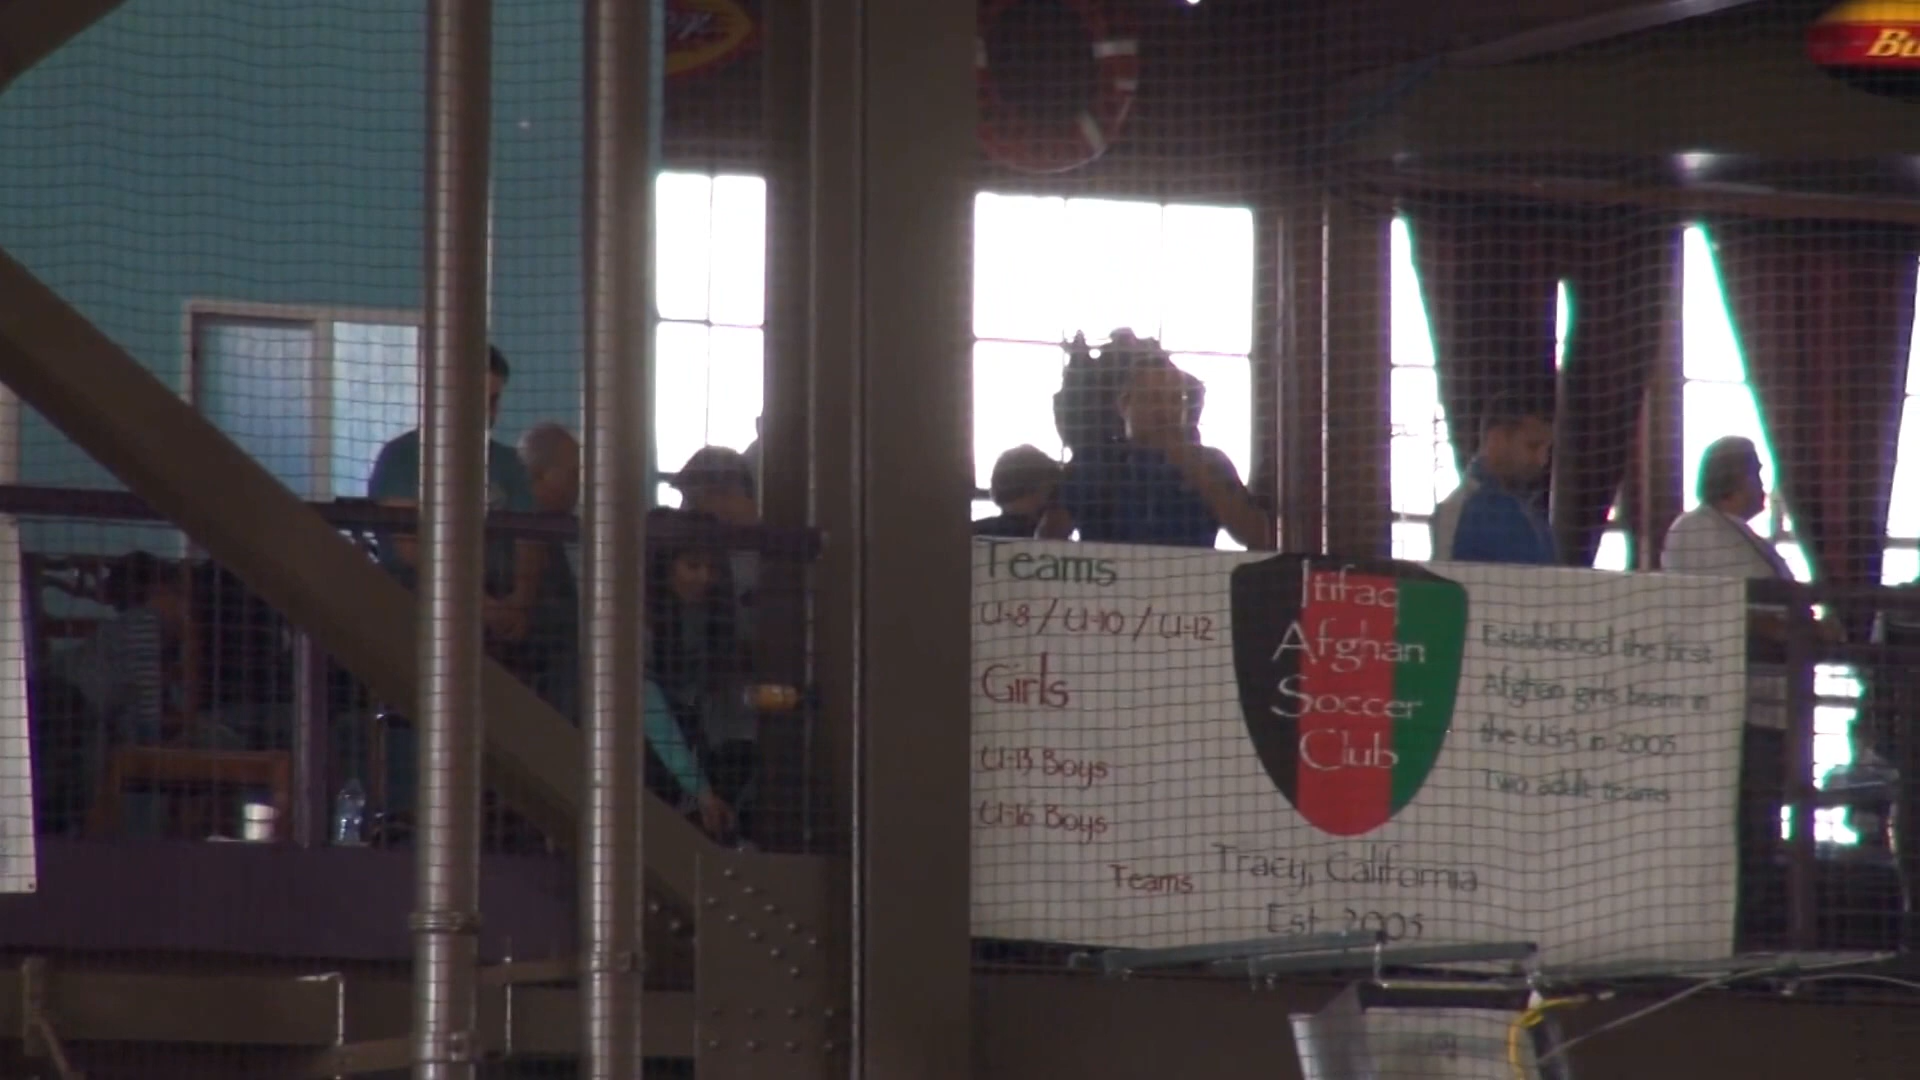 Teams
U-8 / U-10 / U-12
Girls
U-13 Boys
U-16 Boys
Teams
Itifaq
Afghan
Soccer
Club
Tracy, California
Est. 2005
Established the first
Afghan girls team in
the USA in 2005
Two adult teams
Bu